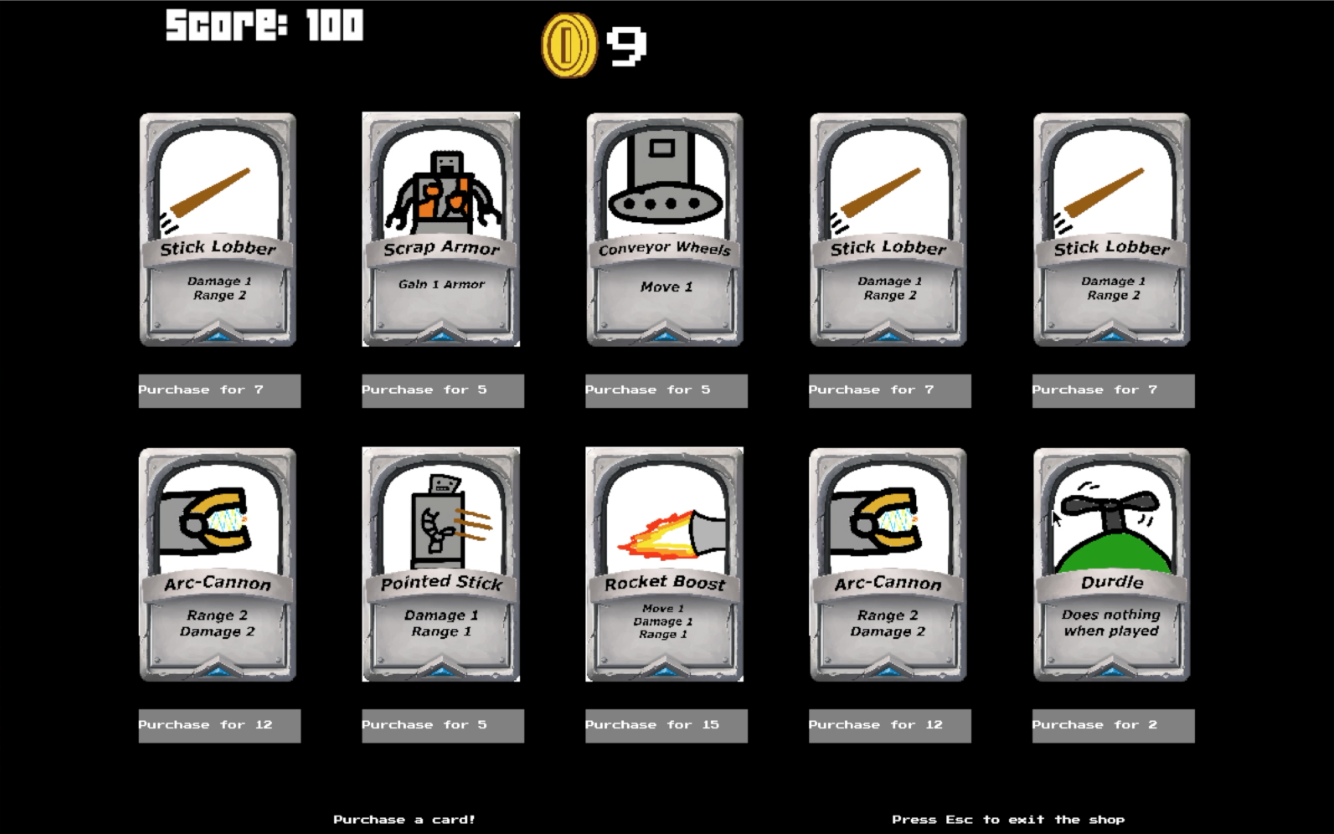 Score: 100
9
Stick Lobber
Damage 1
Range 2
Purchase for 7
Scrap Armor
Gain 1 Armor
Purchase for 5
Conveyor Wheels
Move 1
Purchase for 5
Stick Lobber
Damage 1
Range 2
Purchase for 7
Stick Lobber
Damage 1
Range 2
Purchase for 7
Arc-Cannon
Range 2
Damage 2
Purchase for 12
Pointed Stick
Damage 1
Range 1
Purchase for 5
Rocket Boost
Move 1
Damage 1
Range 1
Purchase for 15
Arc-Cannon
Range 2
Damage 2
Purchase for 12
Durdle
Does nothing
when played
Purchase for 2
Purchase a card!
Press Esc to exit the shop